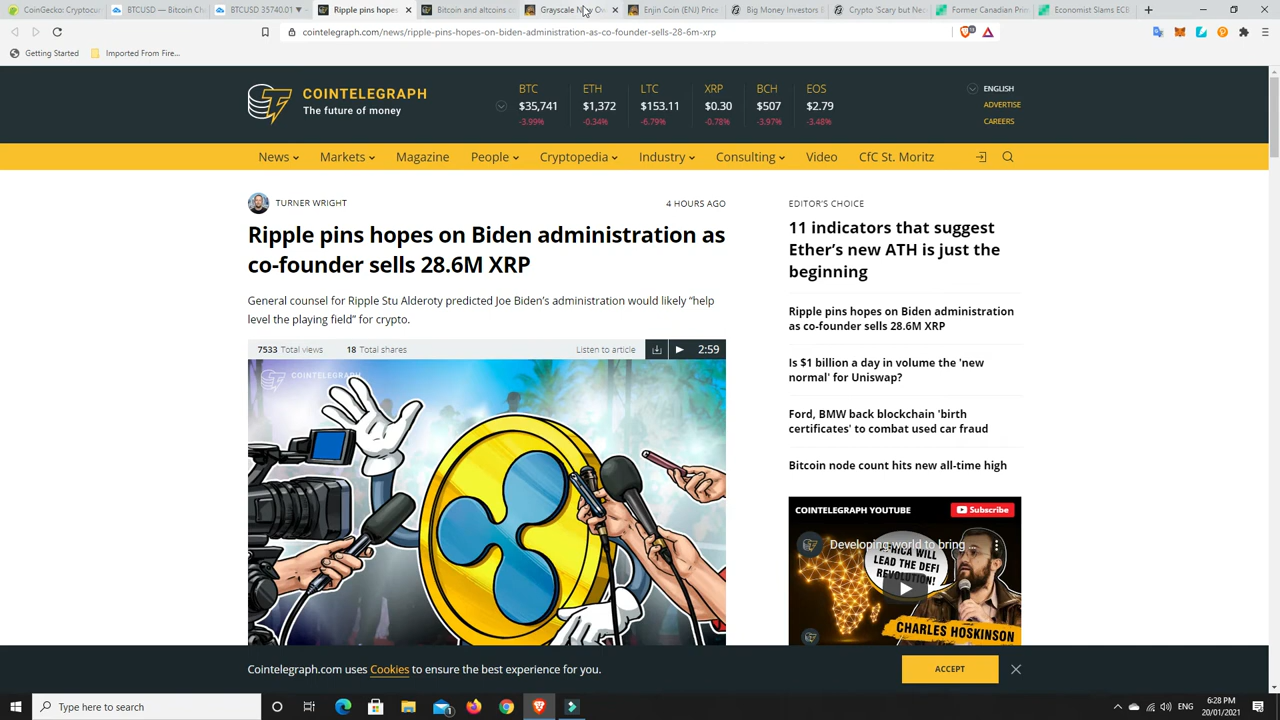 CoinGecko: Cryptocu
BTCUSD — Bitcoin Ch
BTCUSD 35740.01 ▼
Ripple pins hopes
Bitcoin and altcoins co
Grayscale Now Ow
Enjin Coin (ENJ) Price
Big Money Investors I
Crypto 'Scary but Nec
Former Canadian Prim
Economist Slams ECB
cointelegraph.com/news/ripple-pins-hopes-on-biden-administration-as-co-founder-sells-28-6m-xrp
Getting Started
Imported From Fire...
COINTELEGRAPH
The future of money
BTC
$35,741
-3.99%
ETH
$1,372
-0.34%
LTC
$153.11
-6.79%
XRP
$0.30
-0.78%
BCH
$507
-3.97%
EOS
$2.79
-3.48%
ENGLISH
ADVERTISE
CAREERS
News
Markets
Magazine
People
Cryptopedia
Industry
Consulting
Video
CfC St. Moritz
TURNER WRIGHT
4 HOURS AGO
Ripple pins hopes on Biden administration as
co-founder sells 28.6M XRP
General counsel for Ripple Stu Alderoty predicted Joe Biden's administration would likely "help
level the playing field" for crypto.
7533 Total views
18 Total shares
Listen to article
2:59
COINTELEGRAPH
EDITOR'S CHOICE
11 indicators that suggest
Ether's new ATH is just the
beginning
Ripple pins hopes on Biden administration
as co-founder sells 28.6M XRP
Is $1 billion a day in volume the 'new
normal' for Uniswap?
Ford, BMW back blockchain 'birth
certificates' to combat used car fraud
Bitcoin node count hits new all-time high
COINTELEGRAPH YOUTUBE
Subscribe
Developing world to bring ...
AFRICA WILL
LEAD THE DEFI
REVOLUTION!
CHARLES HOSKINSON
Cointelegraph.com uses Cookies to ensure the best experience for you.
ACCEPT
Type here to search
ENG
6:28 PM
20/01/2021